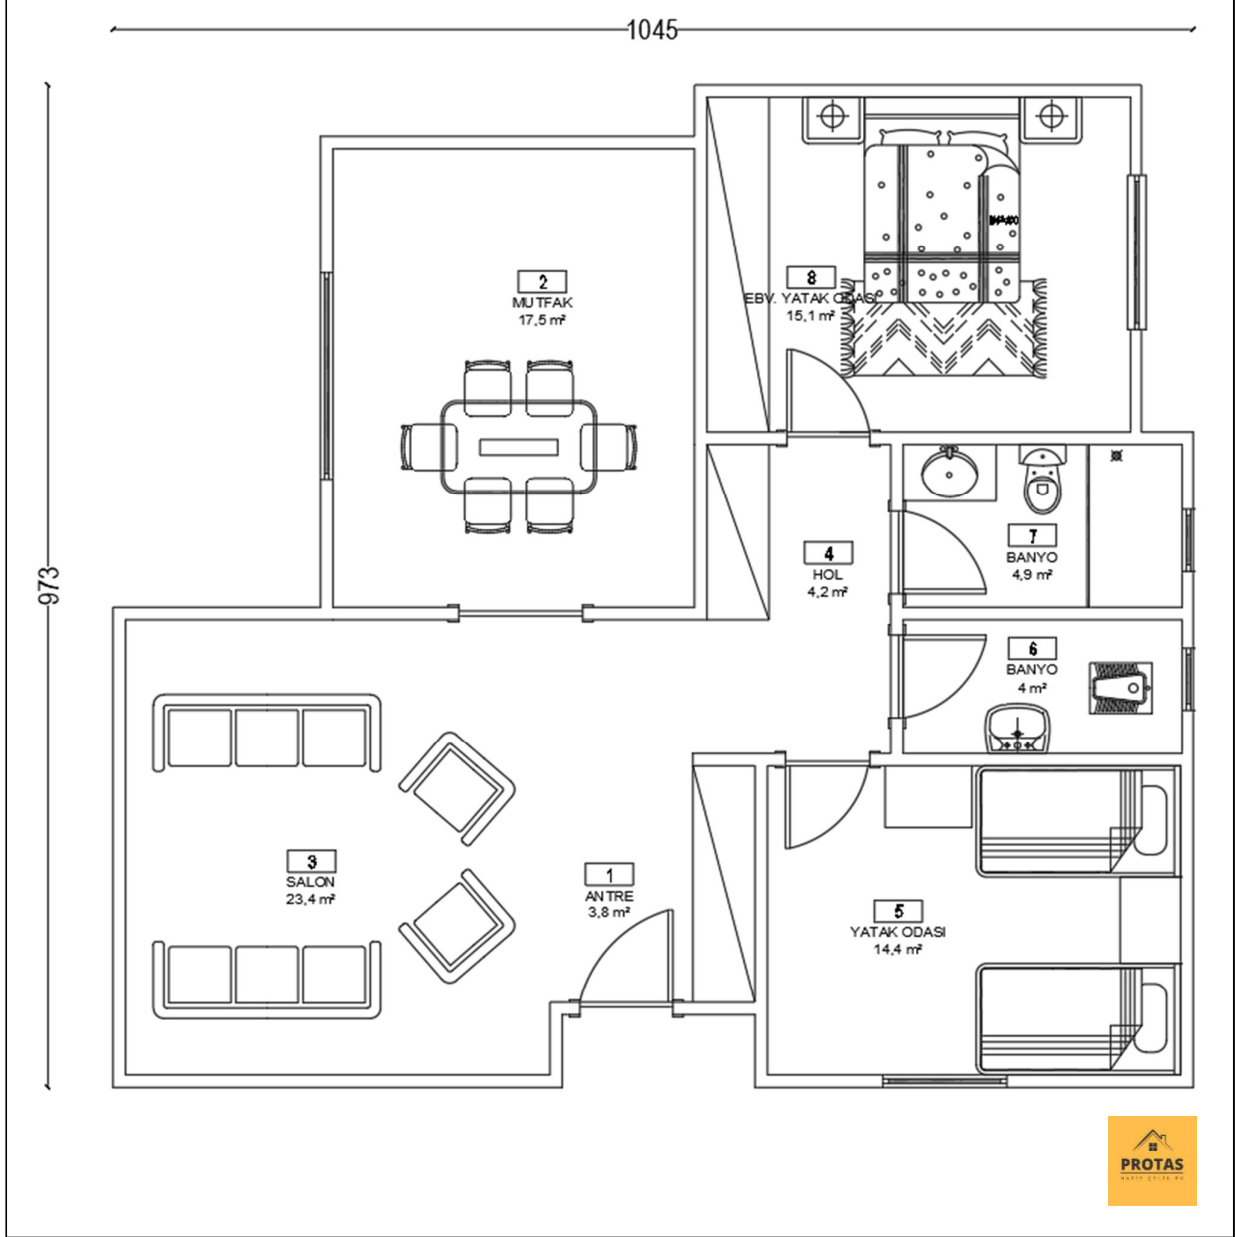 1045
973
2
MUTFAK
17,5 m²
8
EBV. YATAK ODASI
15,1 m²
4
HOL
4,2 m²
7
BANYO
4,9 m²
6
BANYO
4 m²
3
SALON
23,4 m²
1
ANTRE
3,8 m²
5
YATAK ODASI
14,4 m²
PROTAS